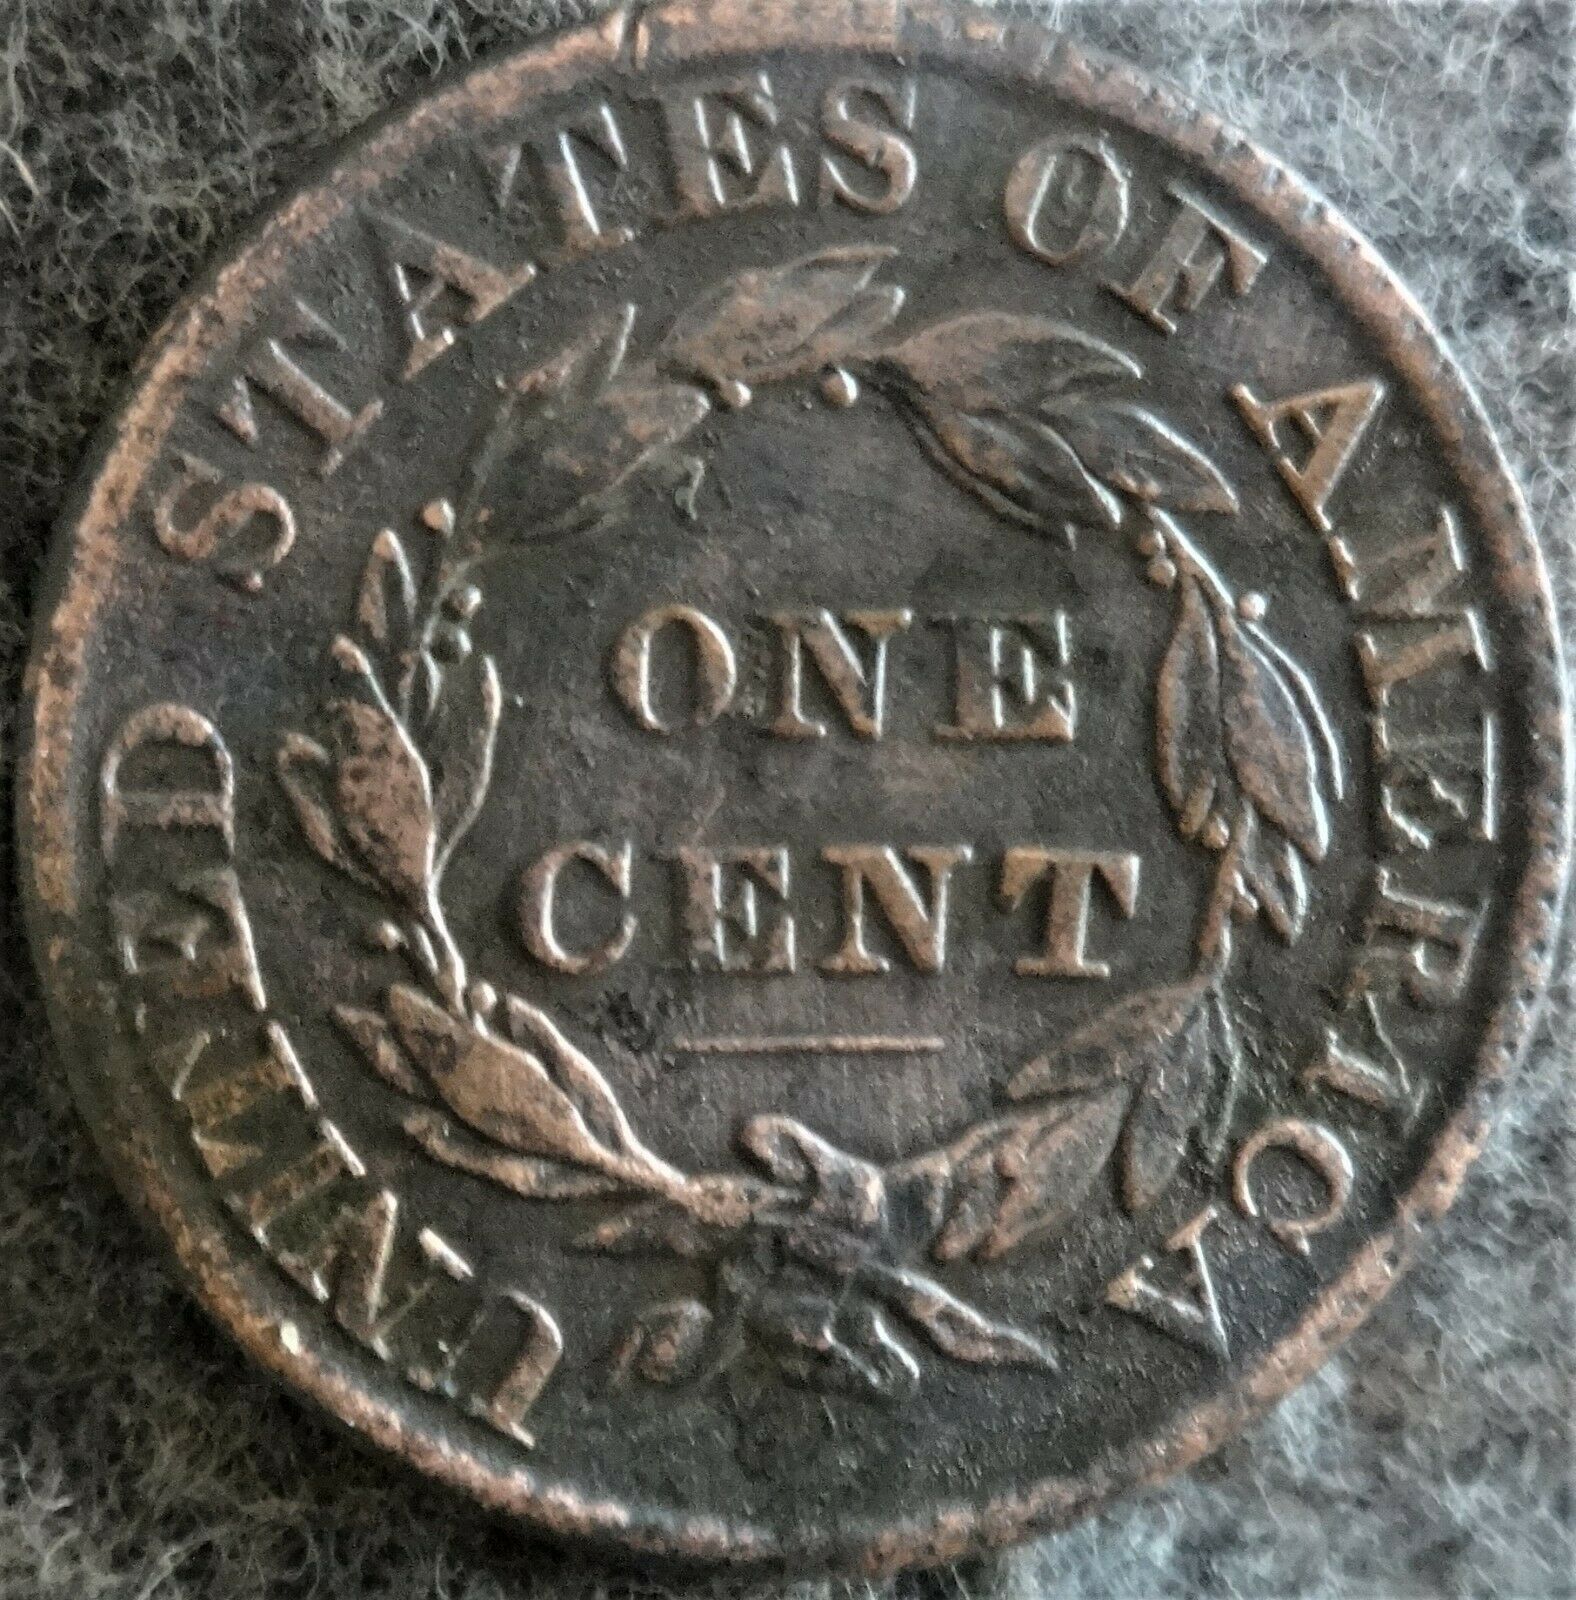 UNITED STATES OF AMERICA
ONE
CENT